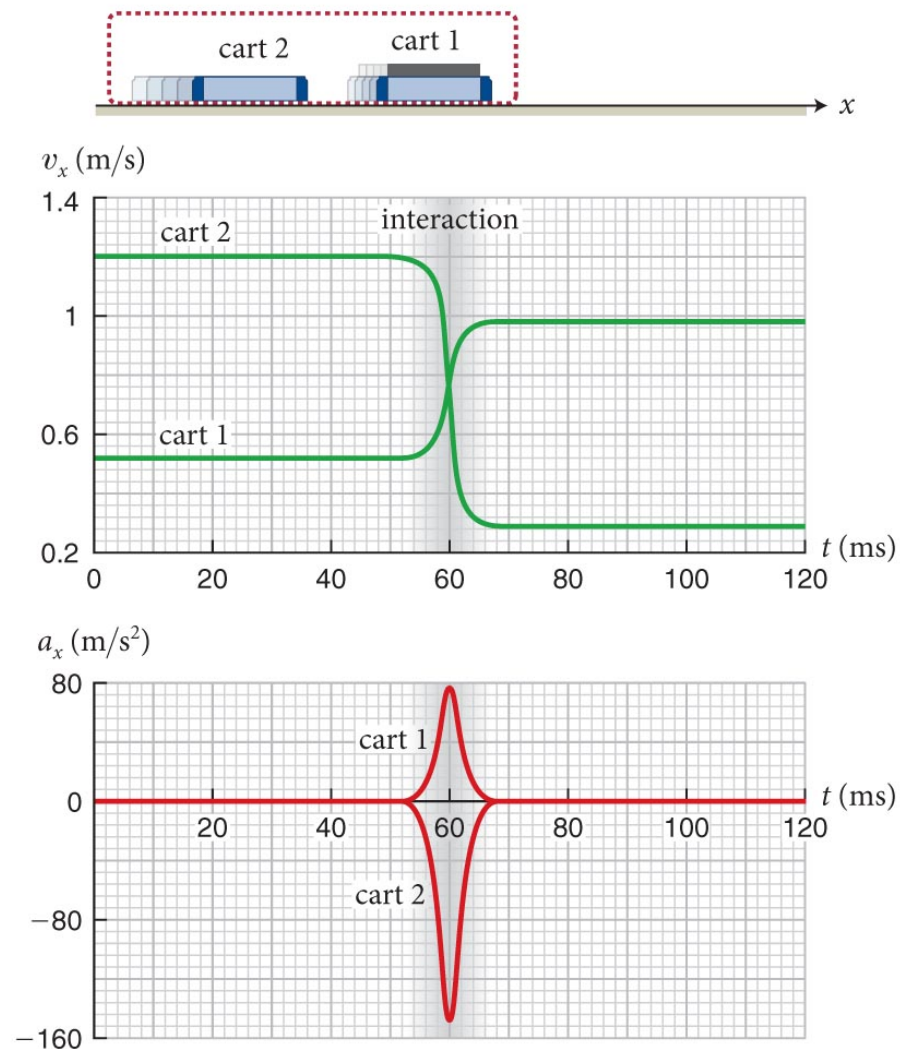 cart 2
cart 1
x
v_x (m/s)
1.4
interaction
cart 2
1
cart 1
0.6
0.2
t (ms)
0 20 40 60 80 100 120
a_x (m/s²)
80
cart 1
0
t (ms)
20 40 60 80 100 120
cart 2
−80
−160